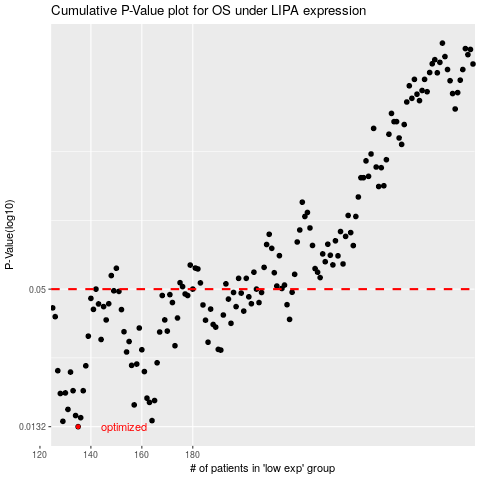 Cumulative P-Value plot for OS under LIPA expression
P-Value(log10)
0.05
0.0132
optimized
120 140 160 180
# of patients in 'low exp' group